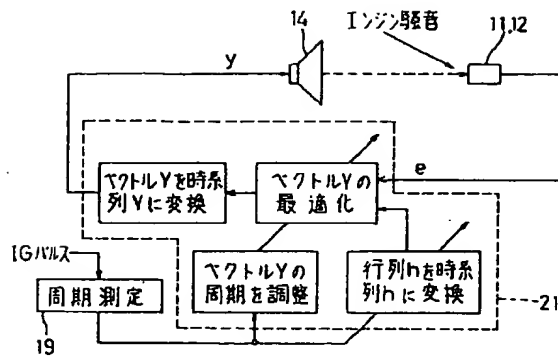 14
エンジン騒音
11,12
y
e
ベクトルYを時系
列Yに変換
ベクトルYの
最適化
IGパルス
周期測定
19
ベクトルYの
周期を調整
行列hを時系
列hに変換
21